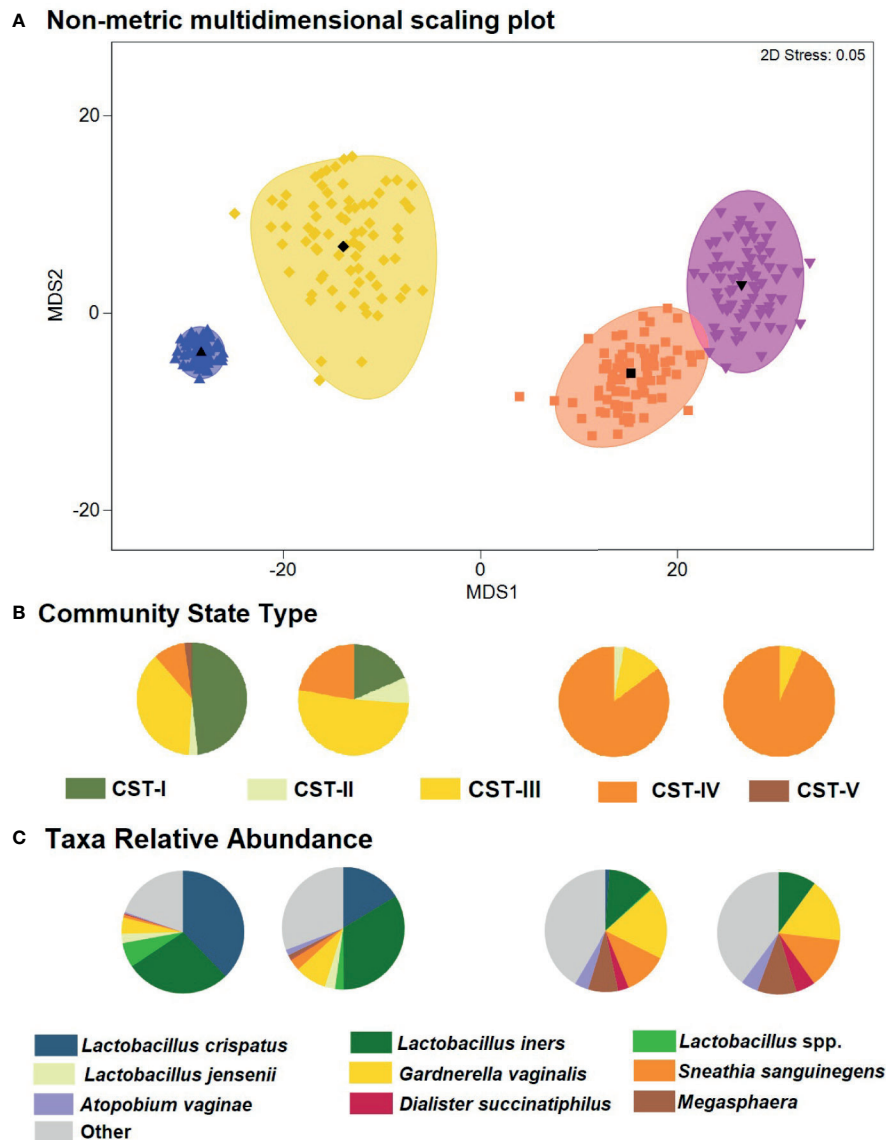 A Non-metric multidimensional scaling plot
2D Stress: 0.05
20
0
-20
MDS2
-20 0 20
MDS1
B Community State Type
CST-I CST-II CST-III CST-IV CST-V
C Taxa Relative Abundance
Lactobacillus crispatus Lactobacillus iners Lactobacillus spp.
Lactobacillus jensenii Gardnerella vaginalis Sneathia sanguinegens
Atopobium vaginae Dialister succinatiphilus Megasphaera
Other